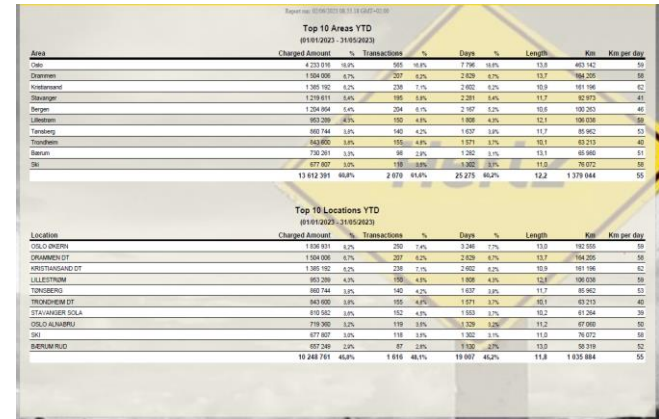 Report run: 02/06/2023 08:33:18 GMT+02:00
Top 10 Areas YTD
(01/01/2023 - 31/05/2023)
Area Charged Amount % Transactions % Days % Length Km Km per day
Oslo 4 233 016 18,9% 565 16,8% 7 796 18,6% 13,8 463 142 59
Drammen 1 504 006 6,7% 207 6,2% 2 829 6,7% 13,7 164 205 58
Kristiansand 1 385 192 6,2% 238 7,1% 2 602 6,2% 10,9 161 196 62
Stavanger 1 219 611 5,4% 195 5,8% 2 281 5,4% 11,7 92 973 41
Bergen 1 204 864 5,4% 204 6,1% 2 167 5,2% 10,6 100 263 46
Lillestrøm 953 289 4,3% 150 4,5% 1 808 4,3% 12,1 106 038 59
Tønsberg 860 744 3,8% 140 4,2% 1 637 3,9% 11,7 85 962 53
Trondheim 843 600 3,8% 155 4,6% 1 571 3,7% 10,1 63 213 40
Bærum 730 261 3,3% 98 2,9% 1 282 3,1% 13,1 65 980 51
Ski 677 807 3,0% 118 3,5% 1 302 3,1% 11,0 76 072 58
13 612 391 60,8% 2 070 61,6% 25 275 60,2% 12,2 1 379 044 55
Hertz
Top 10 Locations YTD
(01/01/2023 - 31/05/2023)
Location Charged Amount % Transactions % Days % Length Km Km per day
OSLO ØKERN 1 836 931 8,2% 250 7,4% 3 246 7,7% 13,0 192 555 59
DRAMMEN DT 1 504 006 6,7% 207 6,2% 2 829 6,7% 13,7 164 205 58
KRISTIANSAND DT 1 385 192 6,2% 238 7,1% 2 602 6,2% 10,9 161 196 62
LILLESTRØM 953 289 4,3% 150 4,5% 1 808 4,3% 12,1 106 038 59
TØNSBERG 860 744 3,8% 140 4,2% 1 637 3,9% 11,7 85 962 53
TRONDHEIM DT 843 600 3,8% 155 4,6% 1 571 3,7% 10,1 63 213 40
STAVANGER SOLA 810 582 3,6% 152 4,5% 1 553 3,7% 10,2 61 264 39
OSLO ALNABRU 719 360 3,2% 119 3,5% 1 329 3,2% 11,2 67 060 50
SKI 677 807 3,0% 118 3,5% 1 302 3,1% 11,0 76 072 58
BÆRUM RUD 657 249 2,9% 87 2,6% 1 130 2,7% 13,0 58 319 52
10 248 761 45,8% 1 616 48,1% 19 007 45,2% 11,8 1 035 884 55